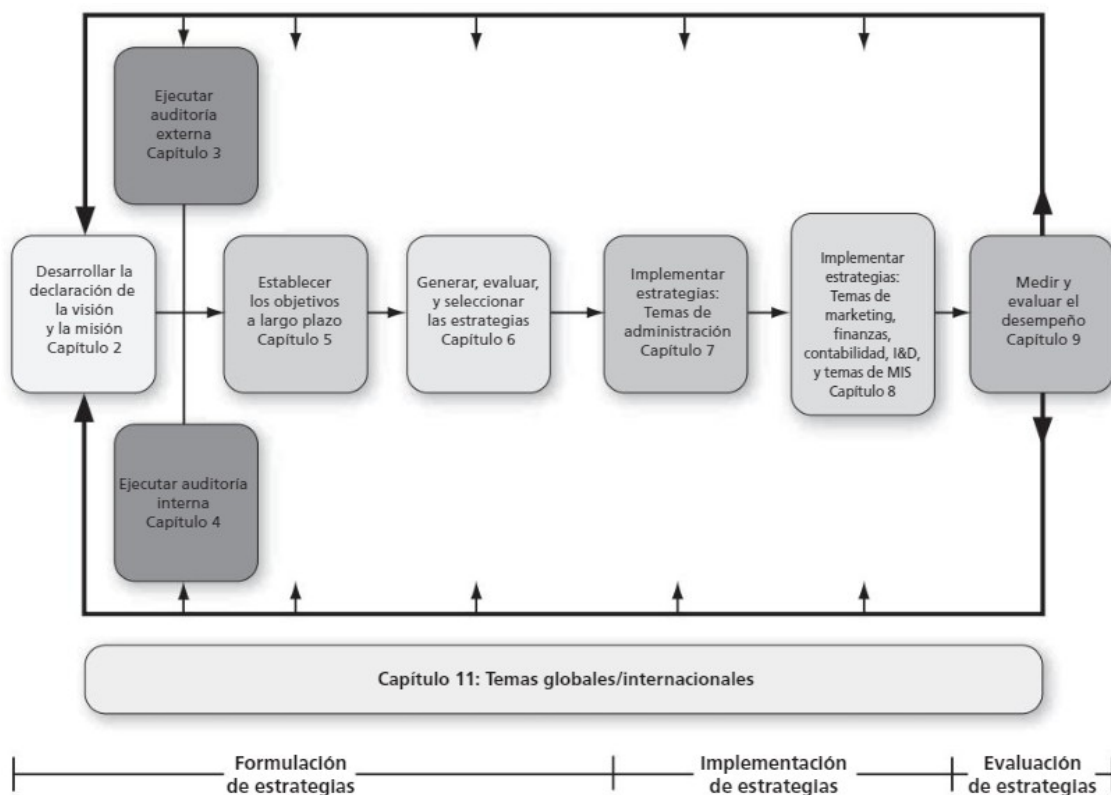 Ejecutar
auditoría
externa
Capítulo 3
Desarrollar la
declaración de
la visión
y la misión
Capítulo 2
Establecer
los objetivos
a largo plazo
Capítulo 5
Generar, evaluar,
y seleccionar
las estrategias
Capítulo 6
Implementar
estrategias:
Temas de
administración
Capítulo 7
Implementar
estrategias:
Temas de
marketing,
finanzas,
contabilidad, I&D,
y temas de MIS
Capítulo 8
Medir y
evaluar el
desempeño
Capítulo 9
Ejecutar auditoría
interna
Capítulo 4
Capítulo 11: Temas globales/internacionales
Formulación
de estrategias
Implementación
de estrategias
Evaluación
de estrategias